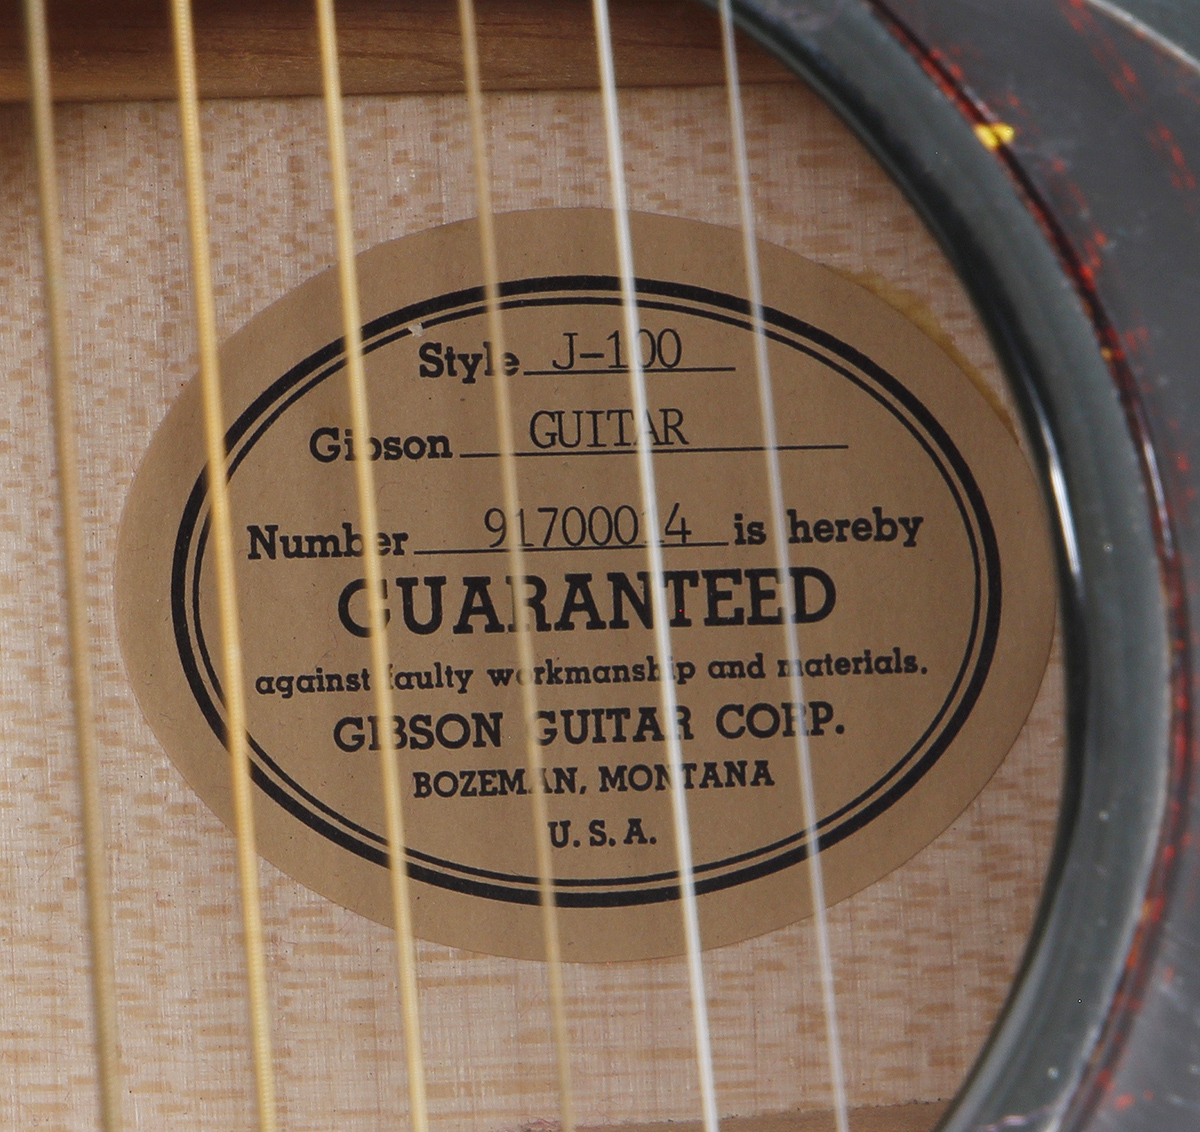 Style J-100
Gibson GUITAR
Number 91700014 is hereby
GUARANTEED
against faulty workmanship and materials.
GIBSON GUITAR CORP.
BOZEMAN, MONTANA
U. S. A.